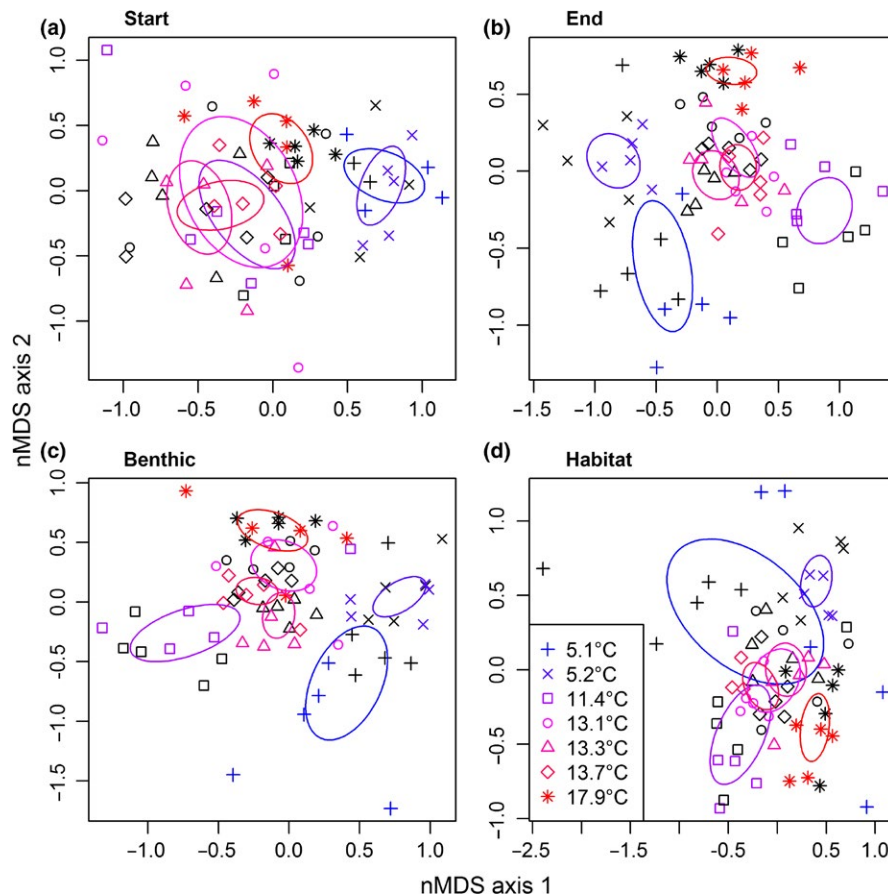 (a) Start
(b) End
1.0
0.5
0.0
−0.5
−1.0
1.0
0.5
0.0
−0.5
−1.0
−1.0 −0.5 0.0 0.5 1.0
−1.5 −1.0 −0.5 0.0 0.5 1.0
nMDS axis 2
(c) Benthic
(d) Habitat
1.0
0.5
0.0
−0.5
−1.0
−1.5
1.0
0.5
0.0
−0.5
−1.0
5.1°C
5.2°C
11.4°C
13.1°C
13.3°C
13.7°C
17.9°C
−1.0 −0.5 0.0 0.5 1.0
−2.5 −1.5 −0.5 0.5 1.0
nMDS axis 1